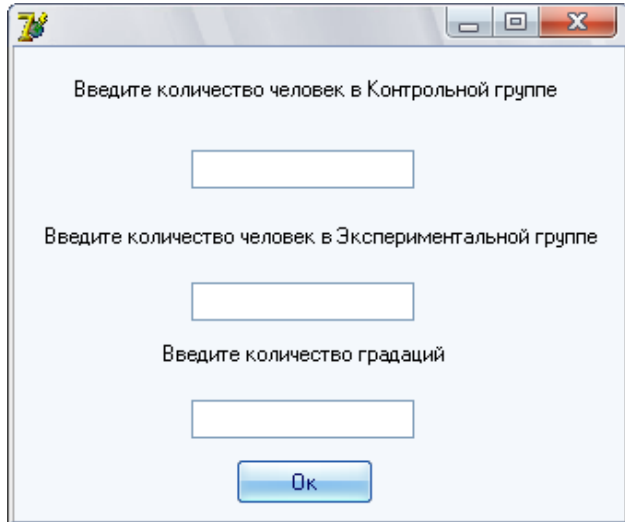 Введите количество человек в Контрольной группе
Введите количество человек в Экспериментальной группе
Введите количество градаций
Ок